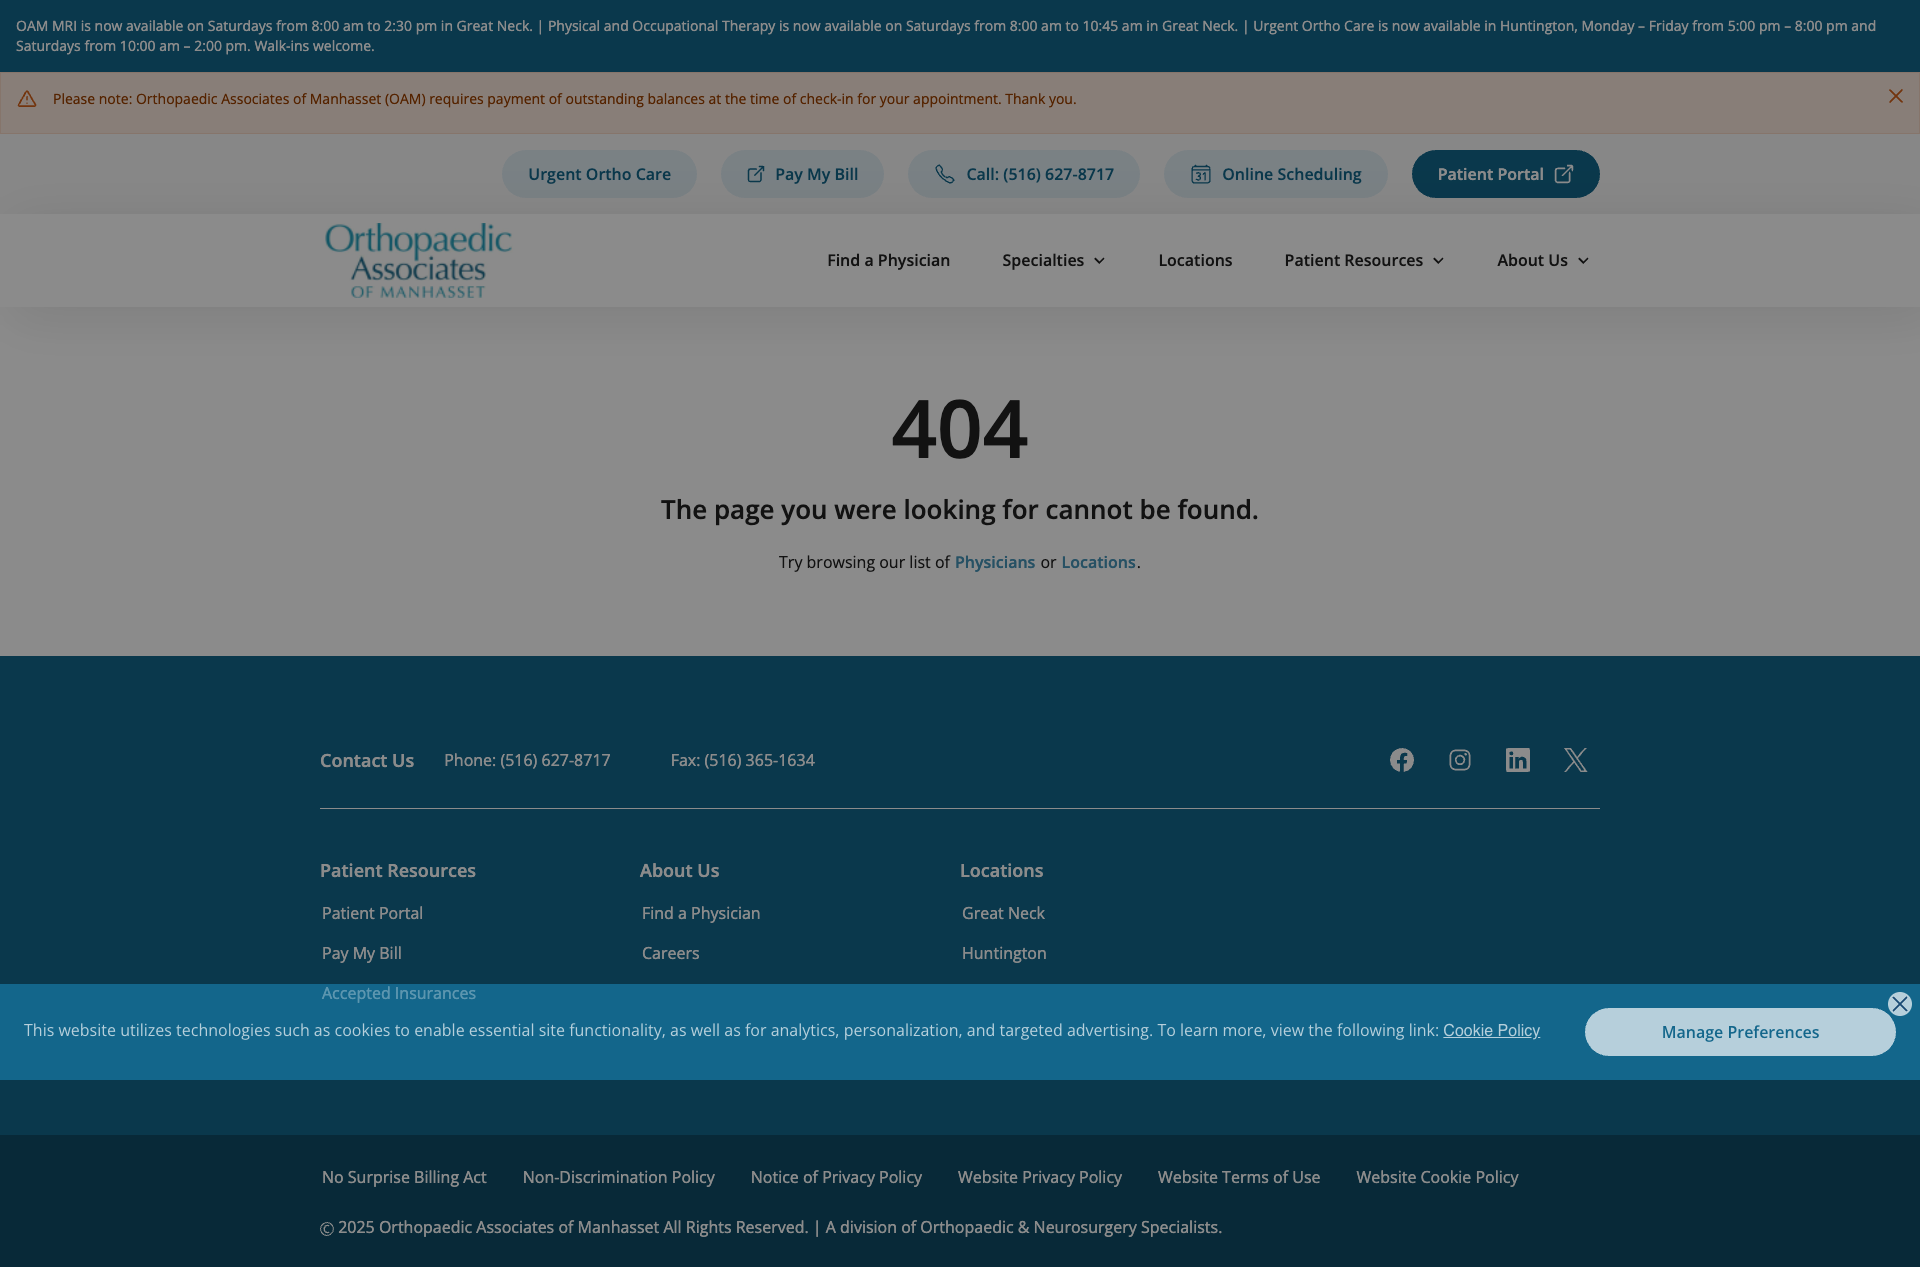 OAM MRI is now available on Saturdays from 8:00 am to 2:30 pm in Great Neck. | Physical and Occupational Therapy is now available on Saturdays from 8:00 am to 10:45 am in Great Neck. | Urgent Ortho Care is now available in Huntington, Monday – Friday from 5:00 pm – 8:00 pm and
Saturdays from 10:00 am – 2:00 pm. Walk-ins welcome.
Please note: Orthopaedic Associates of Manhasset (OAM) requires payment of outstanding balances at the time of check-in for your appointment. Thank you.
Urgent Ortho Care
Pay My Bill
Call: (516) 627-8717
31 Online Scheduling
Patient Portal
Orthopaedic
Associates
OF MANHASSET
Find a Physician
Specialties
Locations
Patient Resources
About Us
404
The page you were looking for cannot be found.
Try browsing our list of Physicians or Locations.
Contact Us
Phone: (516) 627-8717
Fax: (516) 365-1634
Patient Resources
About Us
Locations
Patient Portal
Find a Physician
Great Neck
Pay My Bill
Careers
Huntington
Accepted Insurances
This website utilizes technologies such as cookies to enable essential site functionality, as well as for analytics, personalization, and targeted advertising. To learn more, view the following link: Cookie Policy
Manage Preferences
No Surprise Billing Act
Non-Discrimination Policy
Notice of Privacy Policy
Website Privacy Policy
Website Terms of Use
Website Cookie Policy
© 2025 Orthopaedic Associates of Manhasset All Rights Reserved. | A division of Orthopaedic & Neurosurgery Specialists.